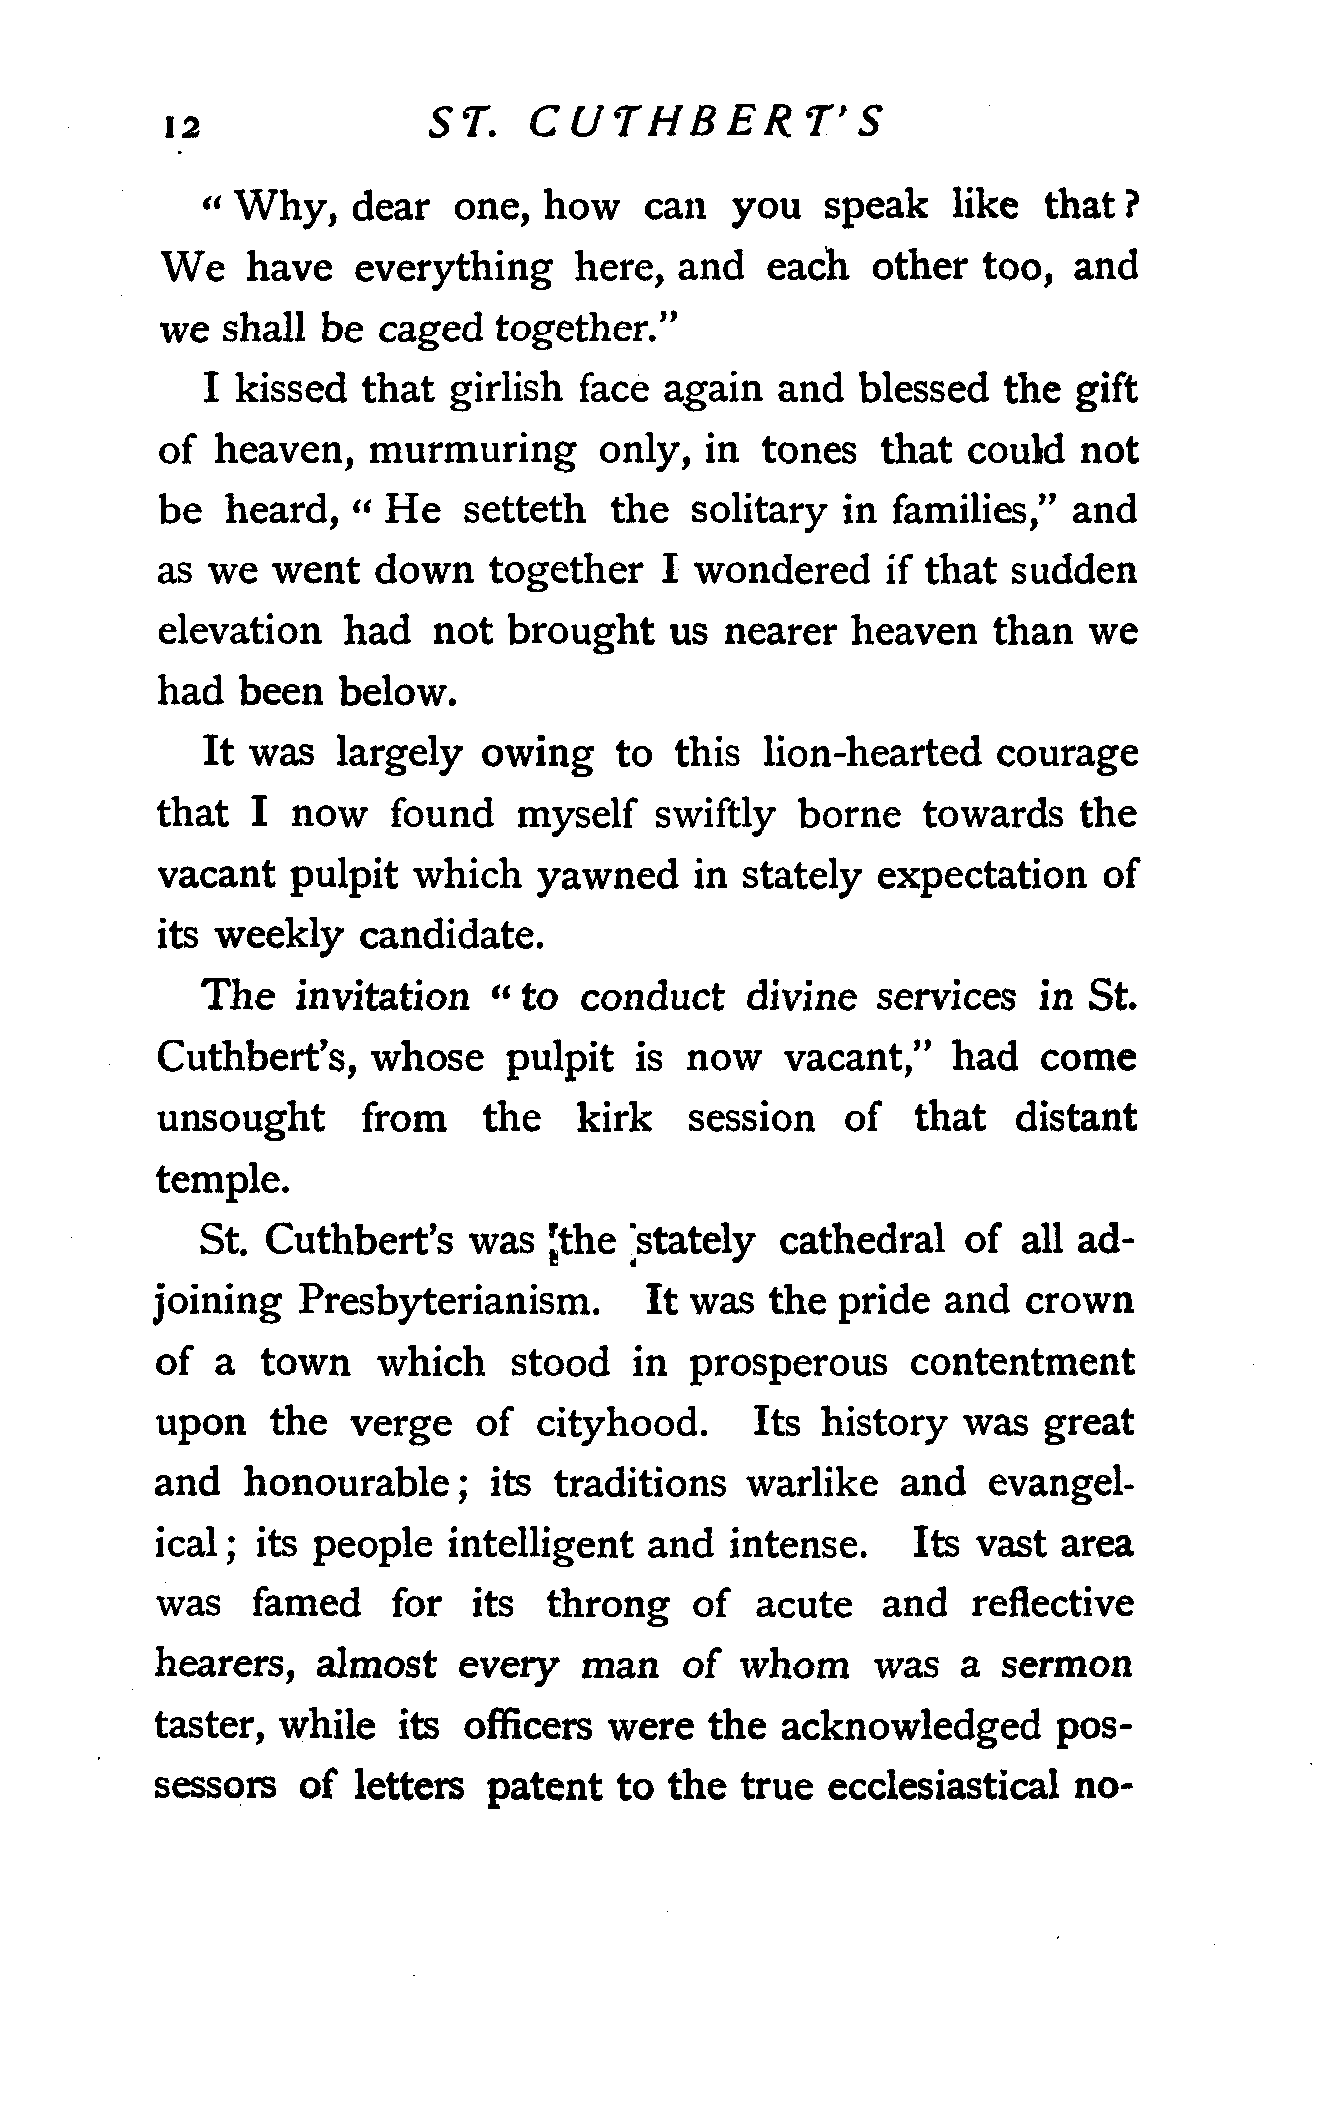 12 ST. CUTHBERT'S
"Why, dear one, how can you speak like that?
We have everything here, and each other too, and
we shall be caged together."
I kissed that girlish face again and blessed the gift
of heaven, murmuring only, in tones that could not
be heard, "He setteth the solitary in families," and
as we went down together I wondered if that sudden
elevation had not brought us nearer heaven than we
had been below.
It was largely owing to this lion-hearted courage
that I now found myself swiftly borne towards the
vacant pulpit which yawned in stately expectation of
its weekly candidate.
The invitation "to conduct divine services in St.
Cuthbert's, whose pulpit is now vacant," had come
unsought from the kirk session of that distant
temple.
St. Cuthbert's was the stately cathedral of all ad-
joining Presbyterianism. It was the pride and crown
of a town which stood in prosperous contentment
upon the verge of cityhood. Its history was great
and honourable; its traditions warlike and evangel-
ical; its people intelligent and intense. Its vast area
was famed for its throng of acute and reflective
hearers, almost every man of whom was a sermon
taster, while its officers were the acknowledged pos-
sessors of letters patent to the true ecclesiastical no-